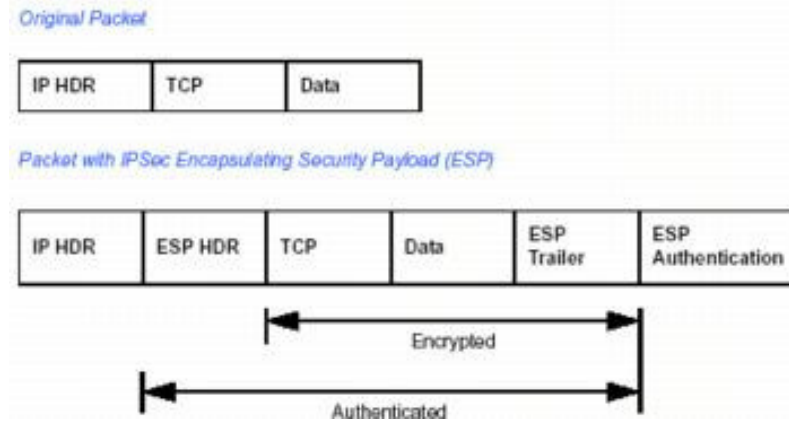 Original Packet
IP HDR TCP Data
Packet with IPSec Encapsulating Security Payload (ESP)
IP HDR ESP HDR TCP Data ESP Trailer ESP Authentication
Encrypted
Authenticated